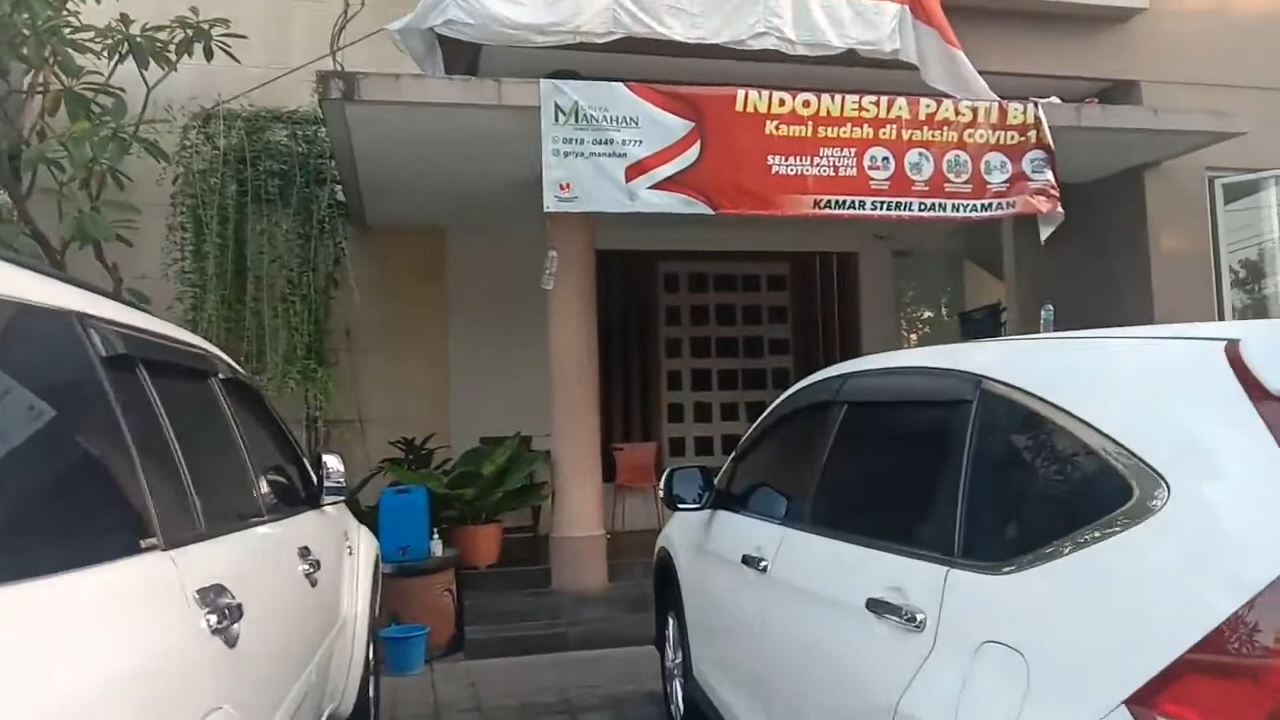 GRIYA
MANAHAN
0818-0449-8777
griya_manahan
INDONESIA PASTI BI
Kami sudah di vaksin COVID-1
INGAT
SELALU PATUHI
PROTOKOL 5M
KAMAR STERIL DAN NYAMAN